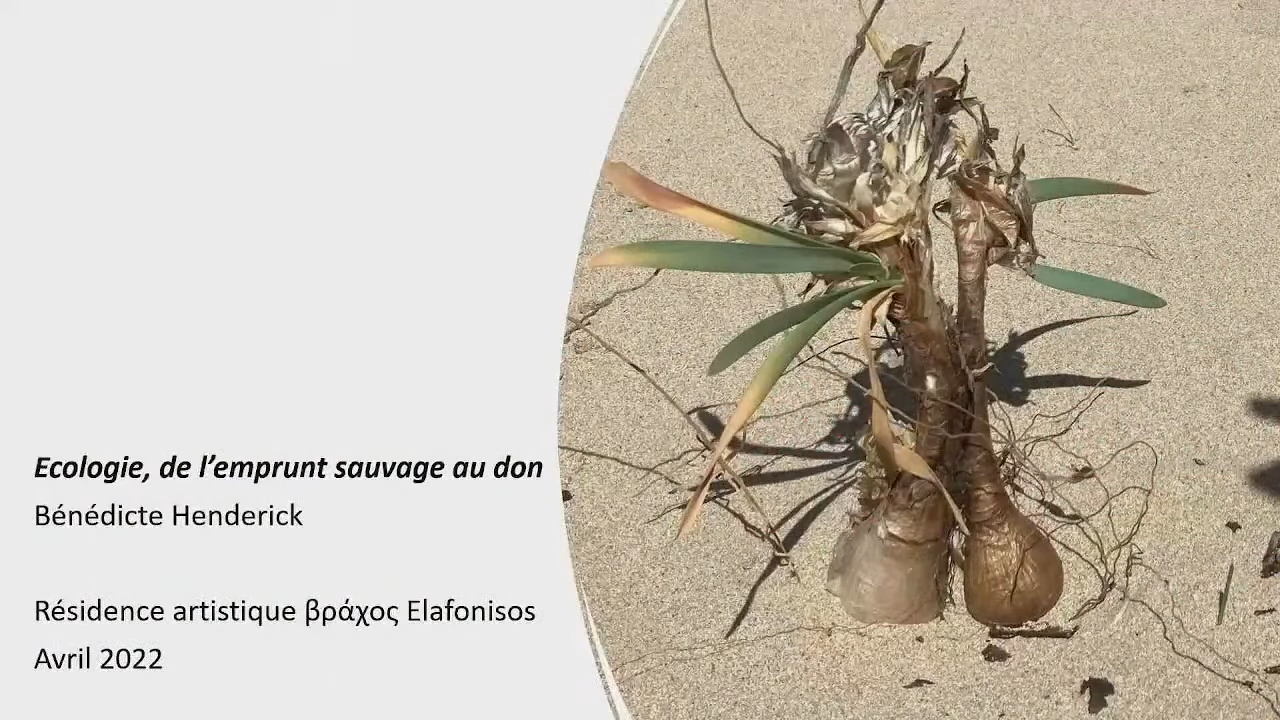 Ecologie, de l’emprunt sauvage au don
Bénédicte Henderick
Résidence artistique βράχος Elafonisos
Avril 2022